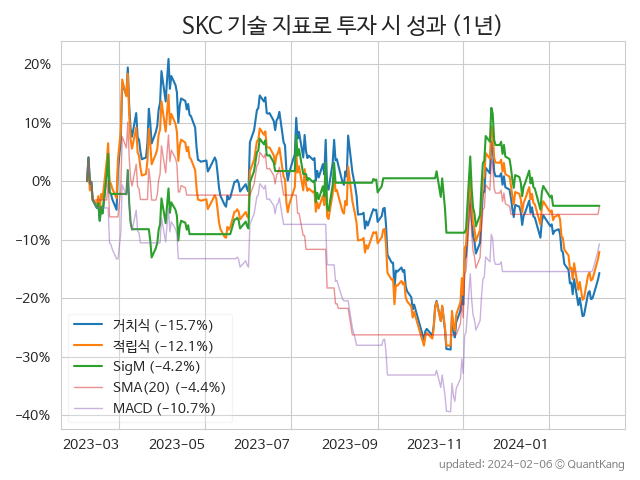 SKC 기술 지표로 투자 시 성과 (1년)
20%
10%
0%
−10%
−20%
−30%
−40%
거치식 (−15.7%)
적립식 (−12.1%)
SigM (−4.2%)
SMA(20) (−4.4%)
MACD (−10.7%)
2023-03 2023-05 2023-07 2023-09 2023-11 2024-01
updated: 2024-02-06 ⓒ QuantKang